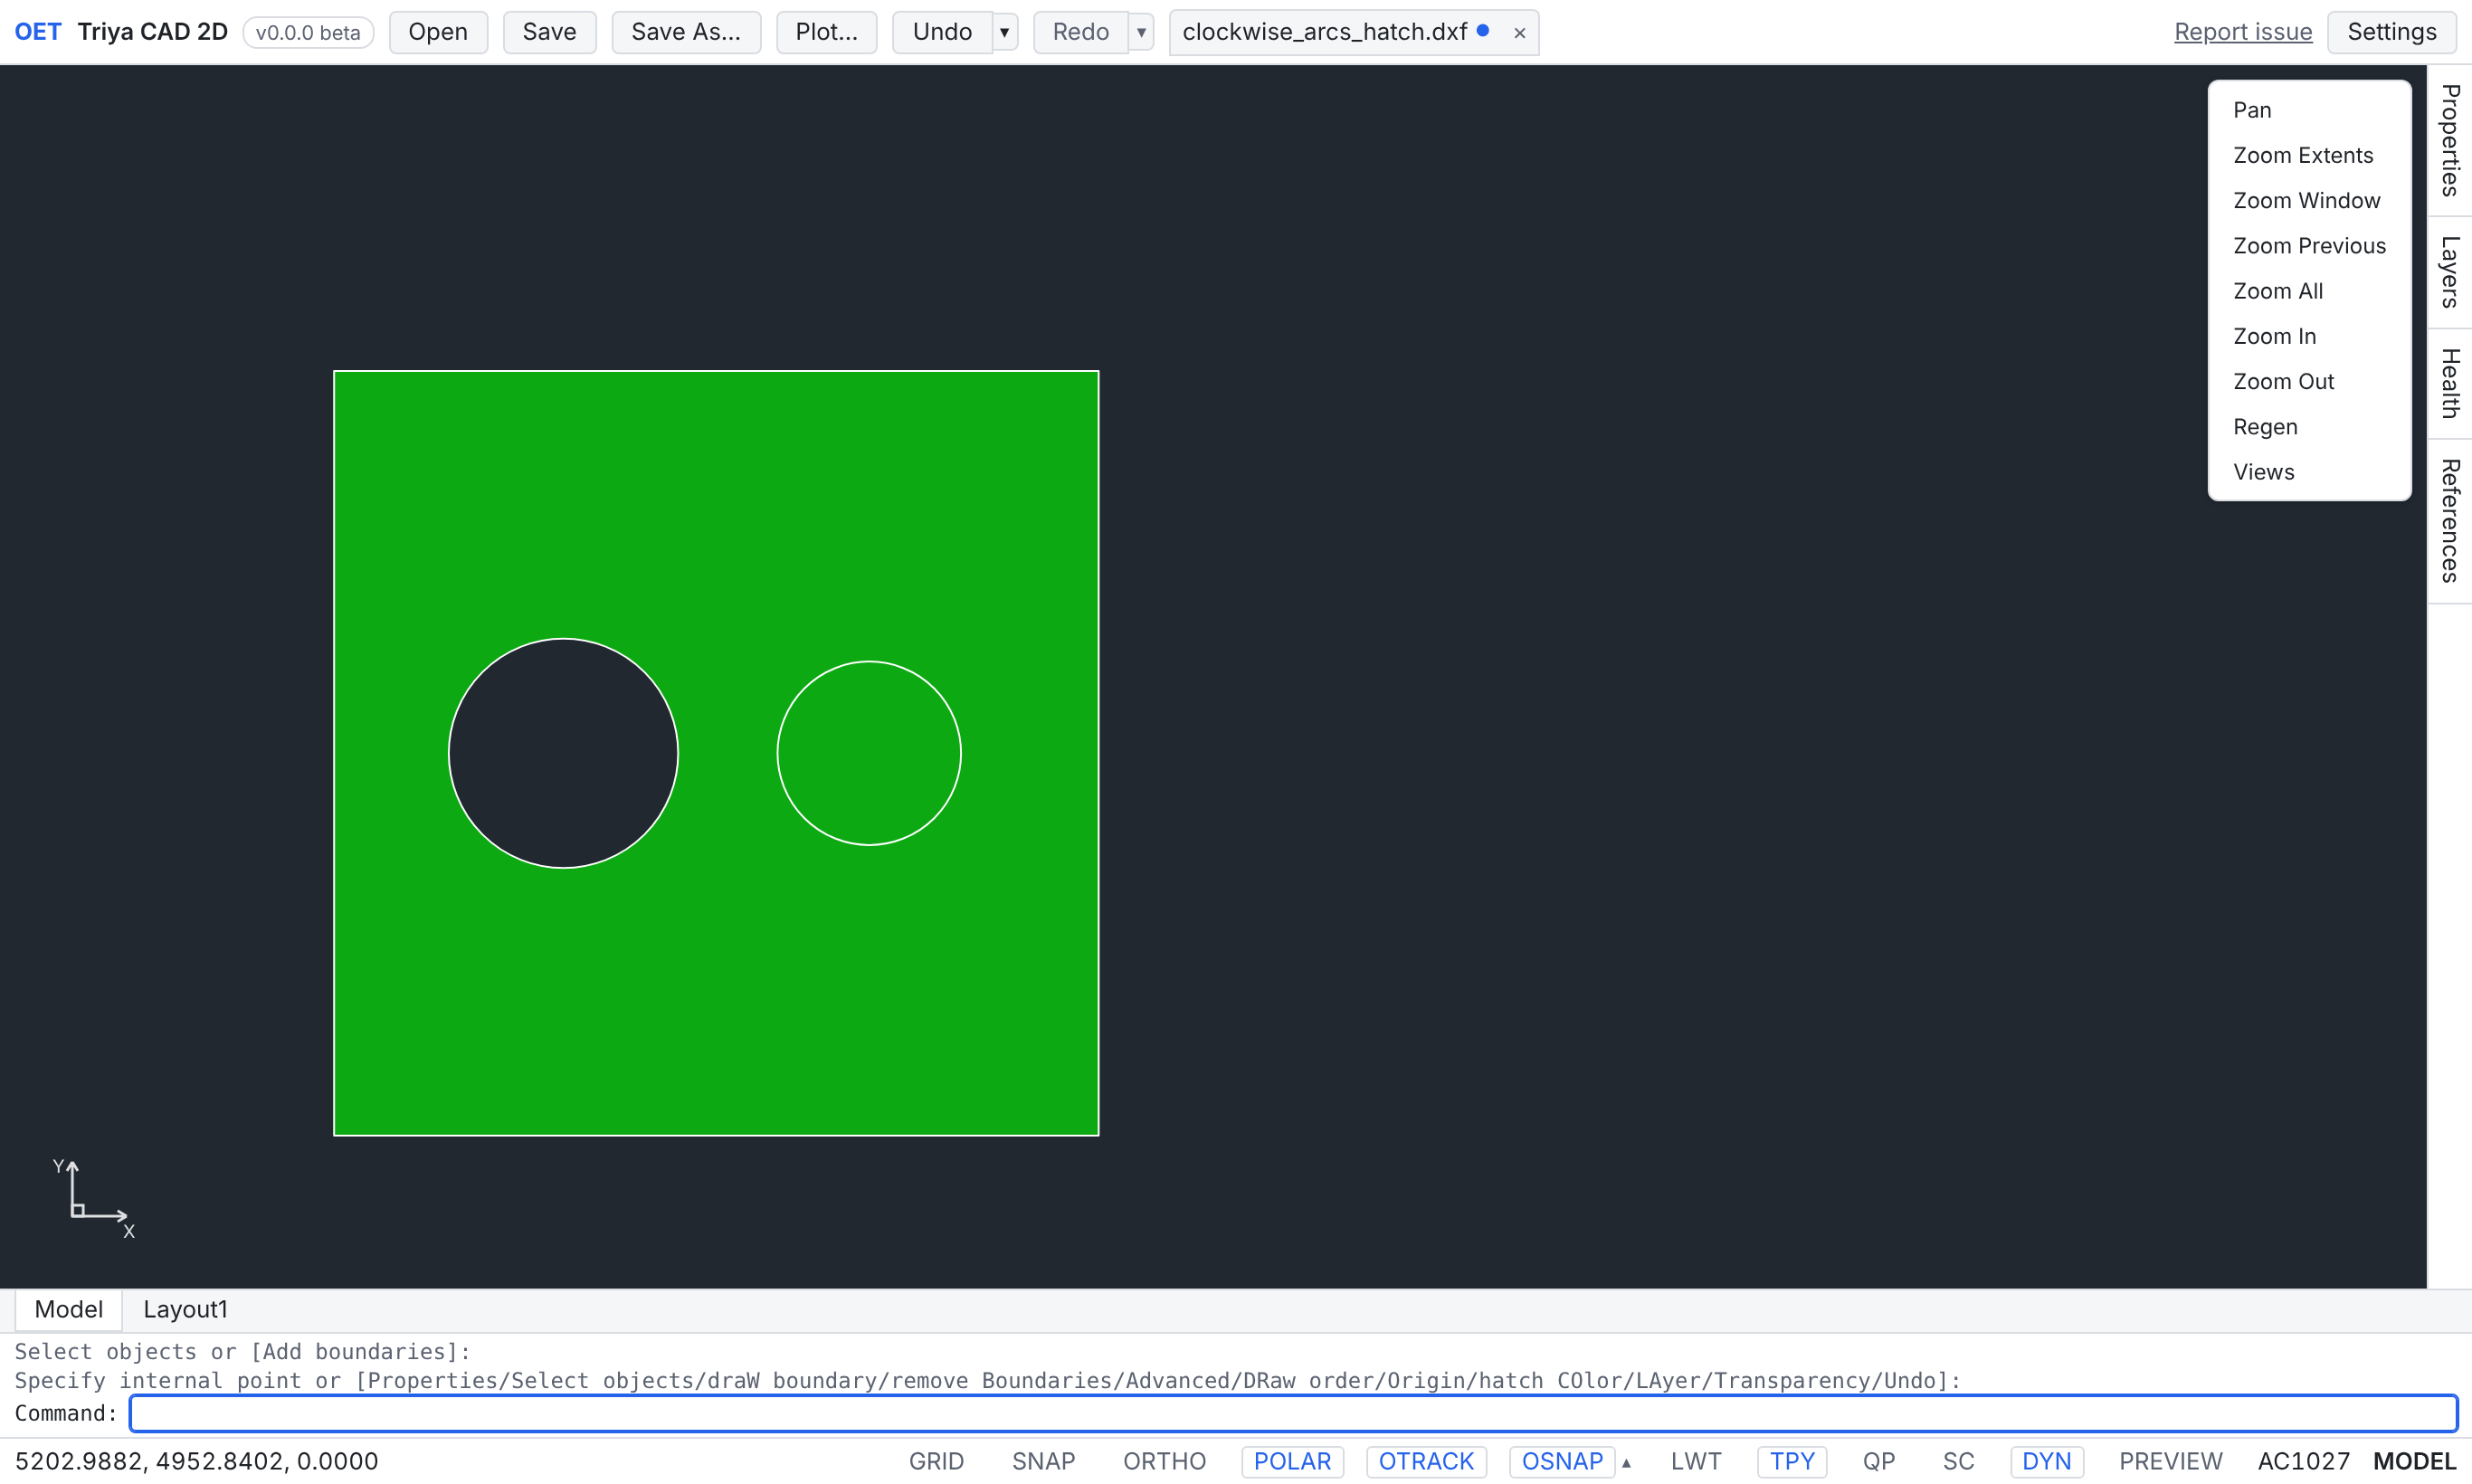 OET Triya CAD 2D v0.0.0 beta Open Save Save As... Plot... Undo ▾ Redo ▾ clockwise_arcs_hatch.dxf × Report issue Settings
Pan
Zoom Extents
Zoom Window
Zoom Previous
Zoom All
Zoom In
Zoom Out
Regen
Views
Properties
Layers
Health
References
Y
X
Model Layout1
Select objects or [Add boundaries]:
Specify internal point or [Properties/Select objects/draW boundary/remove Boundaries/Advanced/DRaw order/Origin/hatch COlor/LAyer/Transparency/Undo]:
Command:
5202.9882, 4952.8402, 0.0000 GRID SNAP ORTHO POLAR OTRACK OSNAP ▴ LWT TPY QP SC DYN PREVIEW AC1027 MODEL